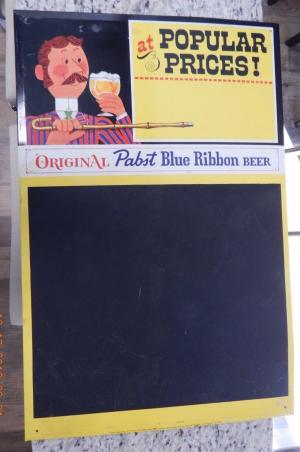 at POPULAR
PRICES!
ORIGINAL Pabst Blue Ribbon BEER